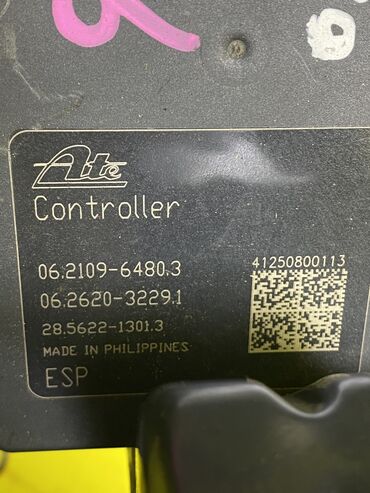 Ate
Controller
06.2109-6480.3
06.2620-3229.1
28.5622-1301.3
MADE IN PHILIPPINES
ESP
41250800113